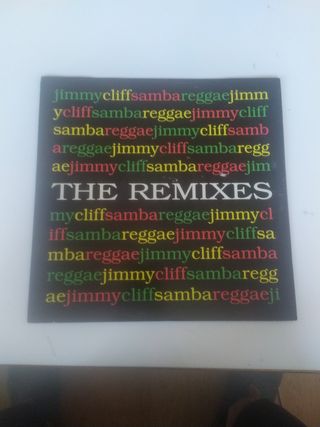 jimmycliffsambareggaejimm
ycliffsambareggaejimmycliff
sambareggaejimmycliffsamb
areggaejimmycliffsambaregg
aejimmycliffsambareggaejim
THE REMIXES
mycliffsambareggaejimmycl
iffsambareggaejimmycliffsa
mbareggaejimmycliffsamba
reggaejimmycliffsambaregg
aejimmycliffsambareggaeji